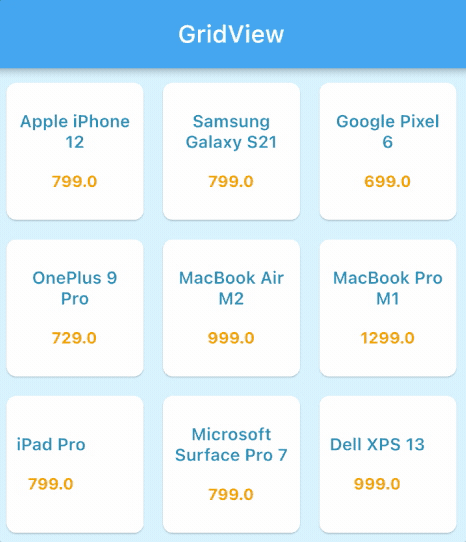 GridView
Apple iPhone
12
799.0
Samsung
Galaxy S21
799.0
Google Pixel
6
699.0
OnePlus 9
Pro
729.0
MacBook Air
M2
999.0
MacBook Pro
M1
1299.0
iPad Pro
799.0
Microsoft
Surface Pro 7
799.0
Dell XPS 13
999.0